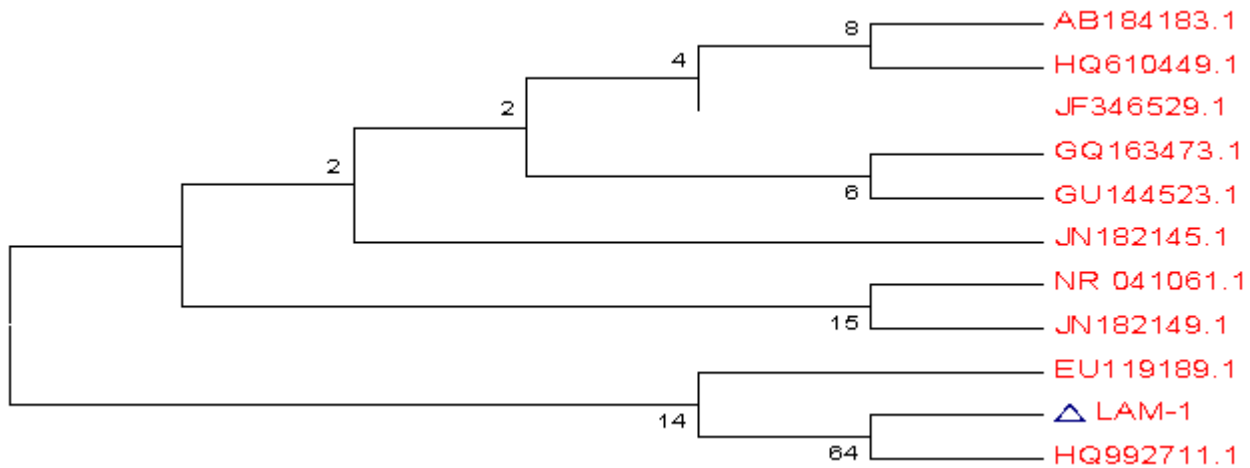 AB184183.1
8
HQ610449.1
4
JF346529.1
2
GQ163473.1
2
6
GU144523.1
JN182145.1
NR 041061.1
15
JN182149.1
EU119189.1
14
LAM-1
64
HQ992711.1